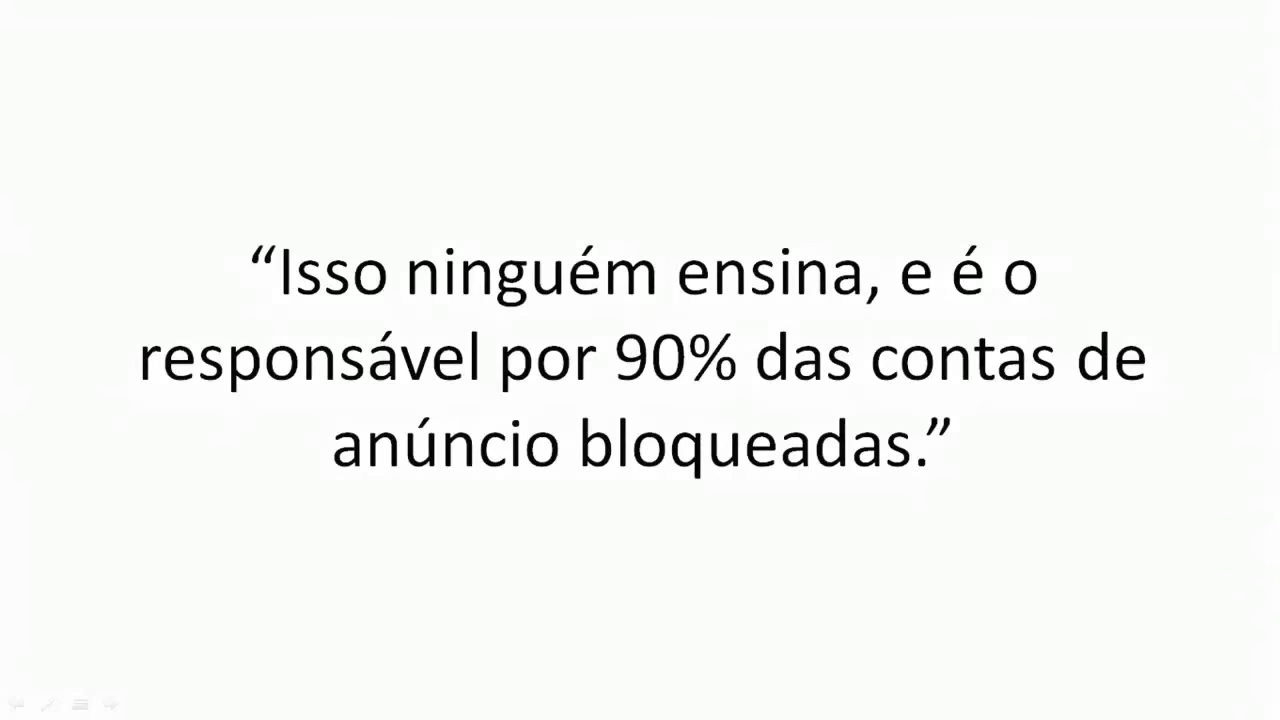 “Isso ninguém ensina, e é o
responsável por 90% das contas de
anúncio bloqueadas.”